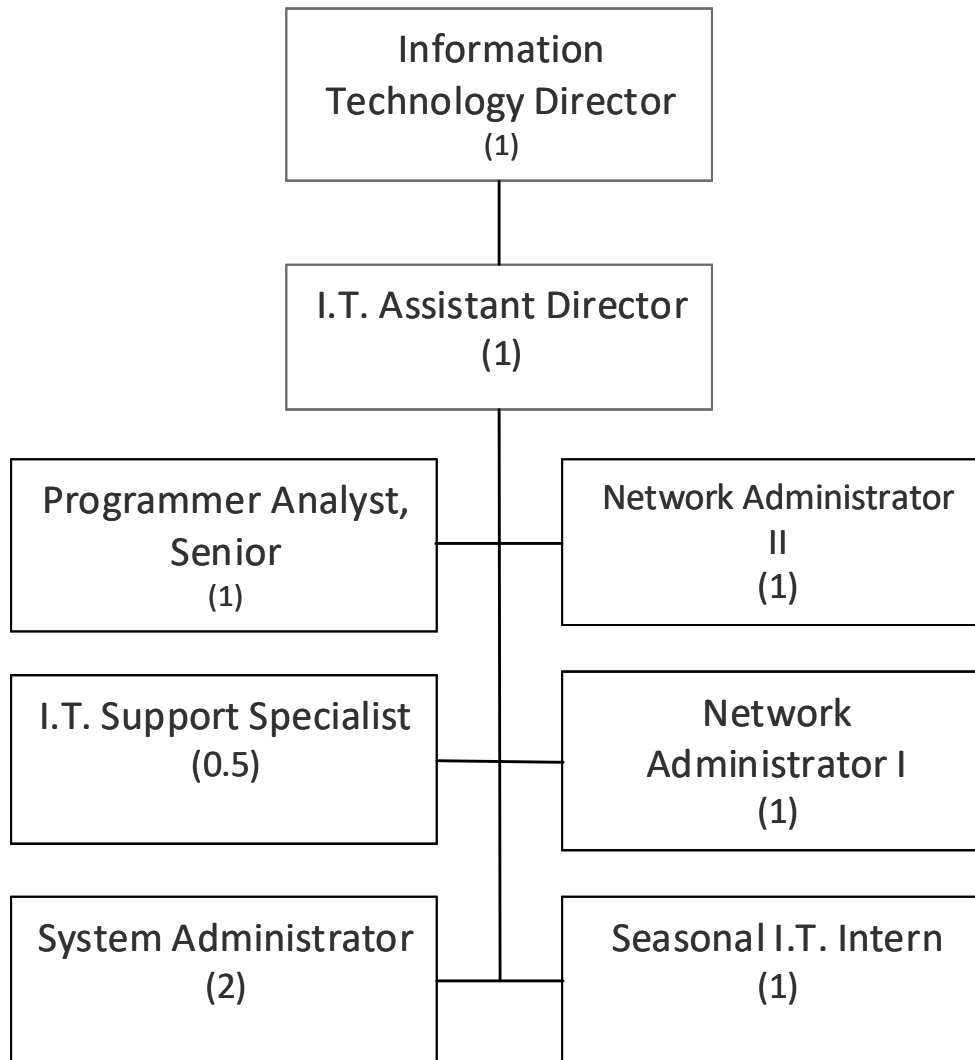 Information
Technology Director
(1)
I.T. Assistant Director
(1)
Programmer Analyst,
Senior
(1)
Network Administrator
II
(1)
I.T. Support Specialist
(0.5)
Network
Administrator I
(1)
System Administrator
(2)
Seasonal I.T. Intern
(1)